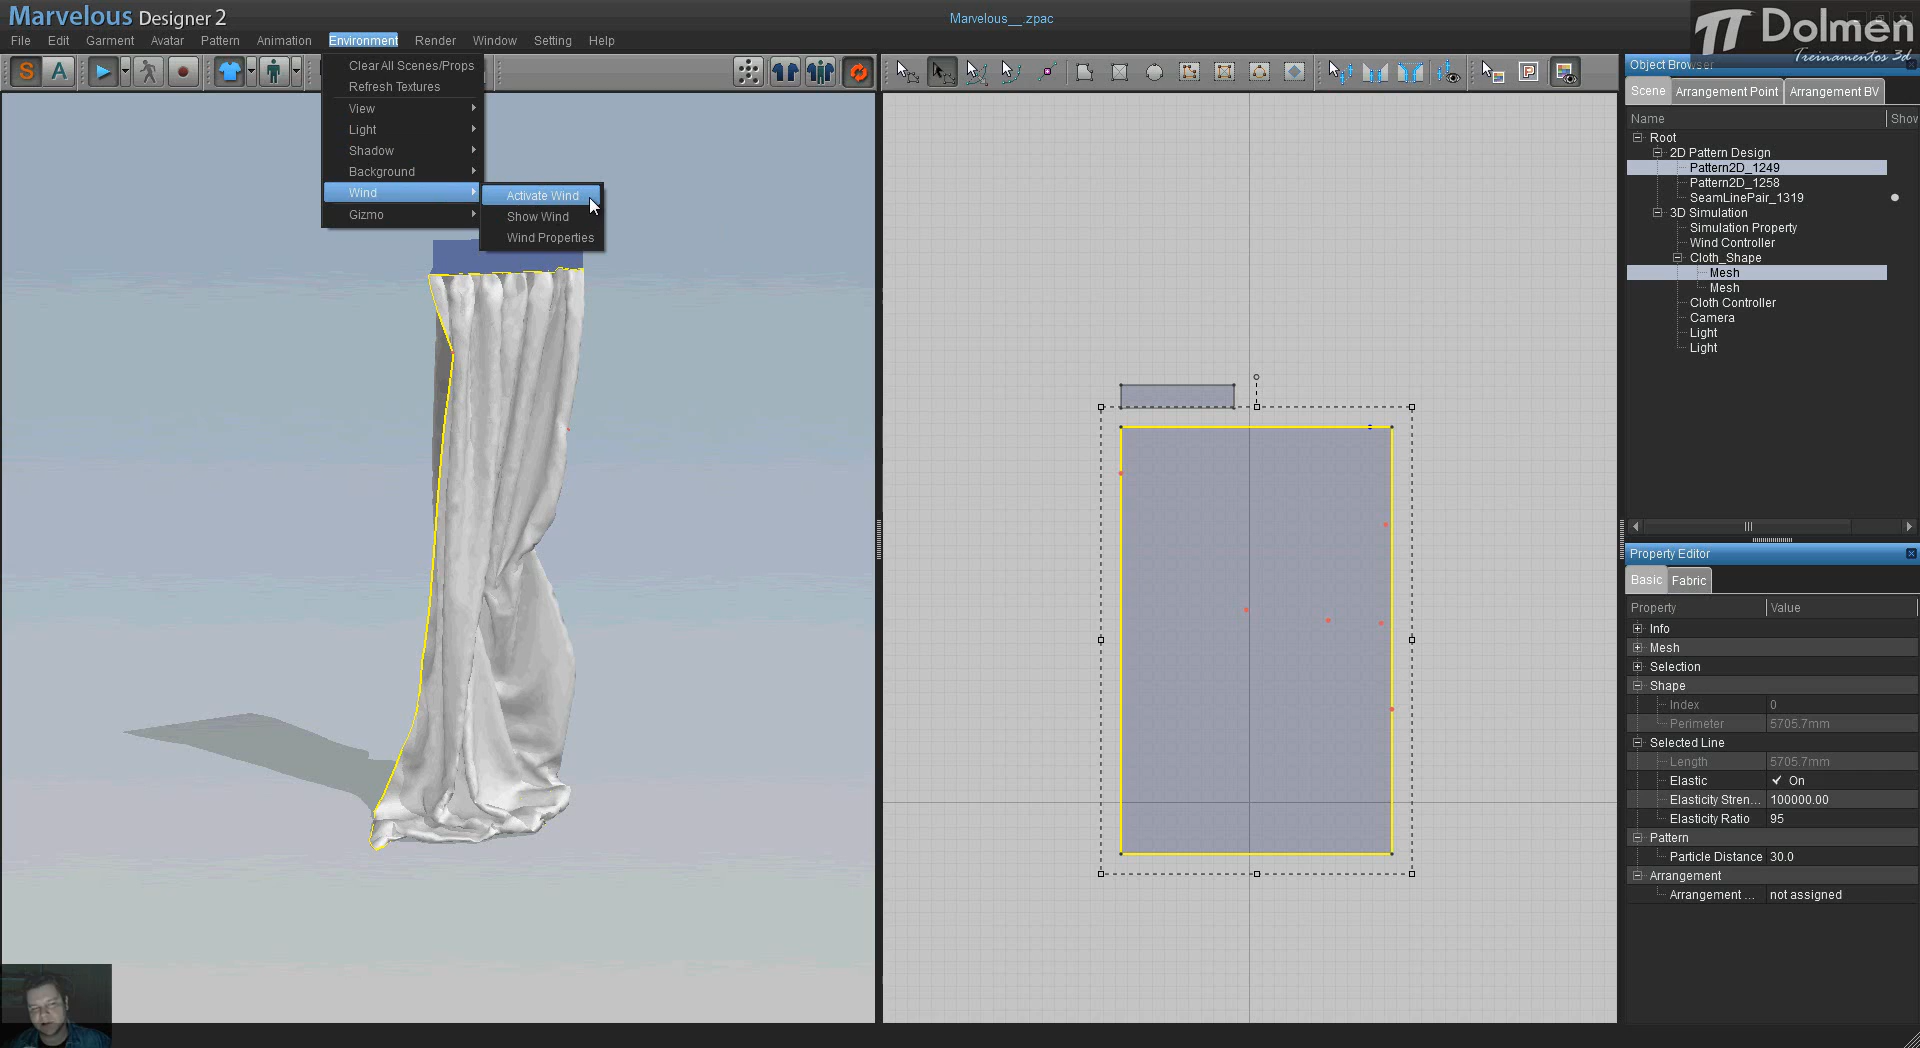 Marvelous Designer 2
Marvelous__.zpac
Dolmen
Treinamentos 3d
File Edit Garment Avatar Pattern Animation Environment Render Window Setting Help
S A
Clear All Scenes/Props
Refresh Textures
View
Light
Shadow
Background
Wind
Gizmo
Activate Wind
Show Wind
Wind Properties
Object Browser
Scene Arrangement Point Arrangement BV
Name Show
Root
2D Pattern Design
Pattern2D_1249
Pattern2D_1258
SeamLinePair_1319
3D Simulation
Simulation Property
Wind Controller
Cloth_Shape
Mesh
Mesh
Cloth Controller
Camera
Light
Light
Property Editor
Basic Fabric
Property Value
Info
Mesh
Selection
Shape
Index 0
Perimeter 5705.7mm
Selected Line
Length 5705.7mm
Elastic On
Elasticity Stren... 100000.00
Elasticity Ratio 95
Pattern
Particle Distance 30.0
Arrangement
Arrangement ... not assigned